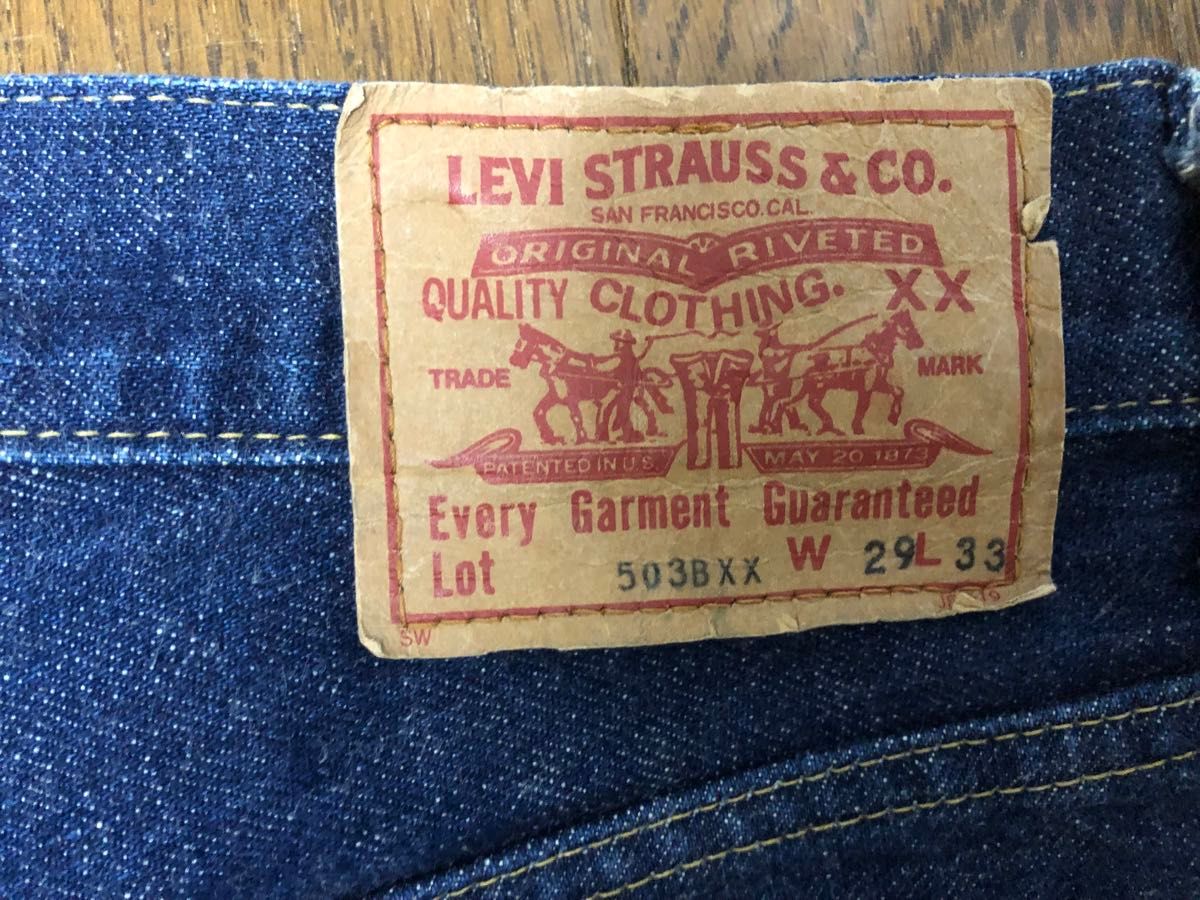 LEVI STRAUSS & CO.
SAN FRANCISCO. CAL.
ORIGINAL RIVETED
QUALITY CLOTHING. XX
TRADE MARK
PATENTED IN U.S. MAY 20 1873
Every Garment Guaranteed
Lot 503BXX W 29 L 33
SW